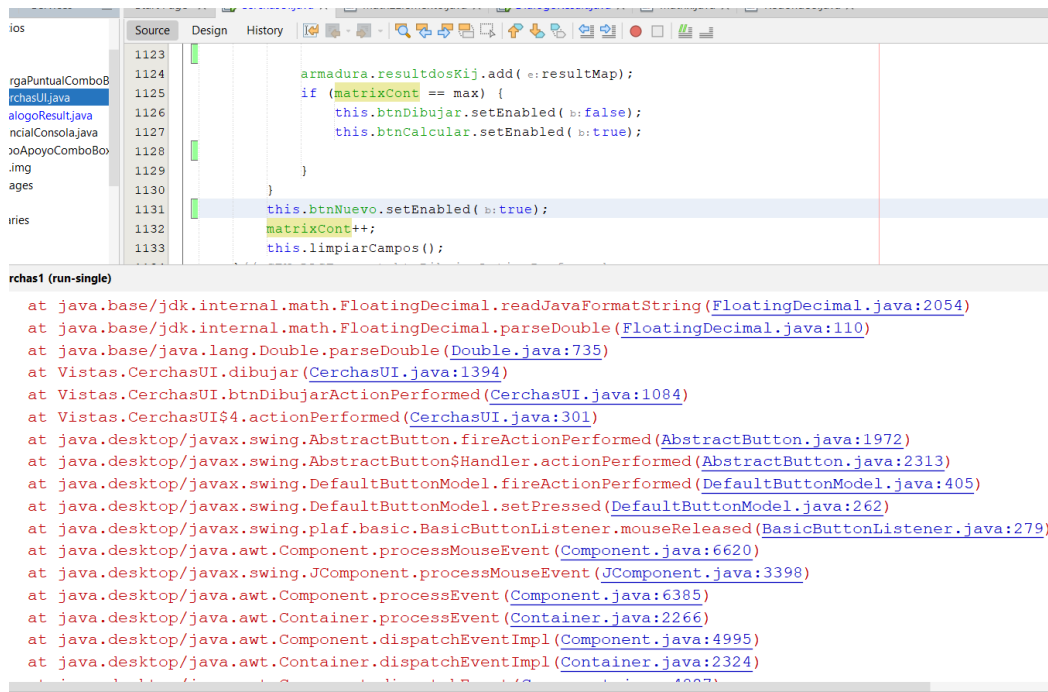 Source Design History
ios
rgaPuntualComboB
rchasUI.java
alogoResult.java
ncialConsola.java
poApoyoComboBox
.img
ages
aries
1123
1124 armadura.resultdosKij.add( e:resultMap);
1125 if (matrixCont == max) {
1126 this.btnDibujar.setEnabled( b:false);
1127 this.btnCalcular.setEnabled( b:true);
1128
1129 }
1130 }
1131 this.btnNuevo.setEnabled( b:true);
1132 matrixCont++;
1133 this.limpiarCampos();
rchas1 (run-single)
at java.base/jdk.internal.math.FloatingDecimal.readJavaFormatString(FloatingDecimal.java:2054)
at java.base/jdk.internal.math.FloatingDecimal.parseDouble(FloatingDecimal.java:110)
at java.base/java.lang.Double.parseDouble(Double.java:735)
at Vistas.CerchasUI.dibujar(CerchasUI.java:1394)
at Vistas.CerchasUI.btnDibujarActionPerformed(CerchasUI.java:1084)
at Vistas.CerchasUI$4.actionPerformed(CerchasUI.java:301)
at java.desktop/javax.swing.AbstractButton.fireActionPerformed(AbstractButton.java:1972)
at java.desktop/javax.swing.AbstractButton$Handler.actionPerformed(AbstractButton.java:2313)
at java.desktop/javax.swing.DefaultButtonModel.fireActionPerformed(DefaultButtonModel.java:405)
at java.desktop/javax.swing.DefaultButtonModel.setPressed(DefaultButtonModel.java:262)
at java.desktop/javax.swing.plaf.basic.BasicButtonListener.mouseReleased(BasicButtonListener.java:279)
at java.desktop/java.awt.Component.processMouseEvent(Component.java:6620)
at java.desktop/javax.swing.JComponent.processMouseEvent(JComponent.java:3398)
at java.desktop/java.awt.Component.processEvent(Component.java:6385)
at java.desktop/java.awt.Container.processEvent(Container.java:2266)
at java.desktop/java.awt.Component.dispatchEventImpl(Component.java:4995)
at java.desktop/java.awt.Container.dispatchEventImpl(Container.java:2324)